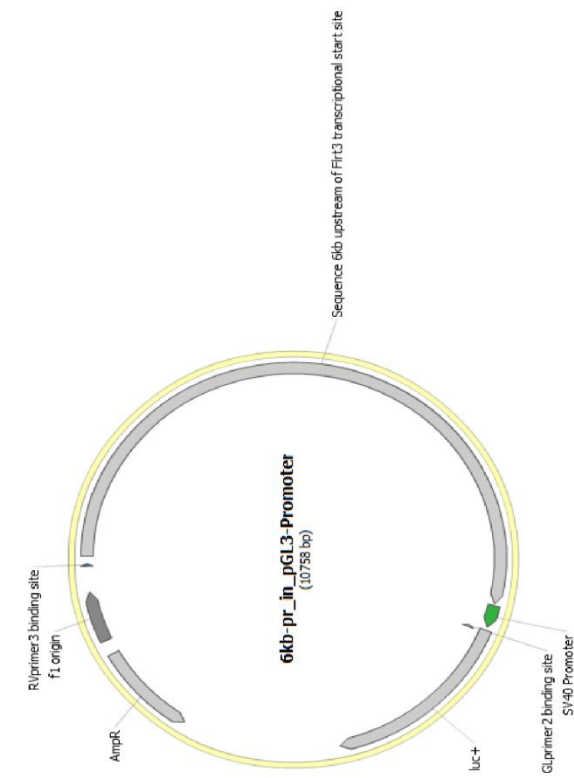 Sequence 6kb upstream of Flrt3 transcriptional start site
6kb-pr_in_pGL3-Promoter
(10758 bp)
RVprimer3 binding site
f1 origin
AmpR
luc+
GLprimer2 binding site
SV40 Promoter